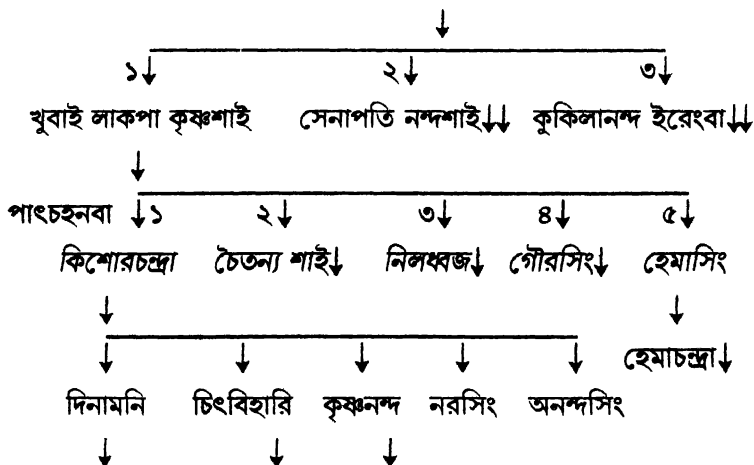 ১↓ ২↓ ৩↓
খুবাই লাকপা কৃষ্ণশাই সেনাপতি নন্দশাই↓↓ কুকিলানন্দ ইরেংবা↓↓
পাৎচহনবা ↓১ ২↓ ৩↓ ৪↓ ৫↓
কিশোরচন্দ্রা চৈতন্য শাই↓ নিলধ্বজ↓ গৌরসিং↓ হেমাসিং
হেমাচন্দ্রা↓
দিনামনি চিৎবিহারি কৃষ্ণনন্দ নরসিং অনন্দসিং